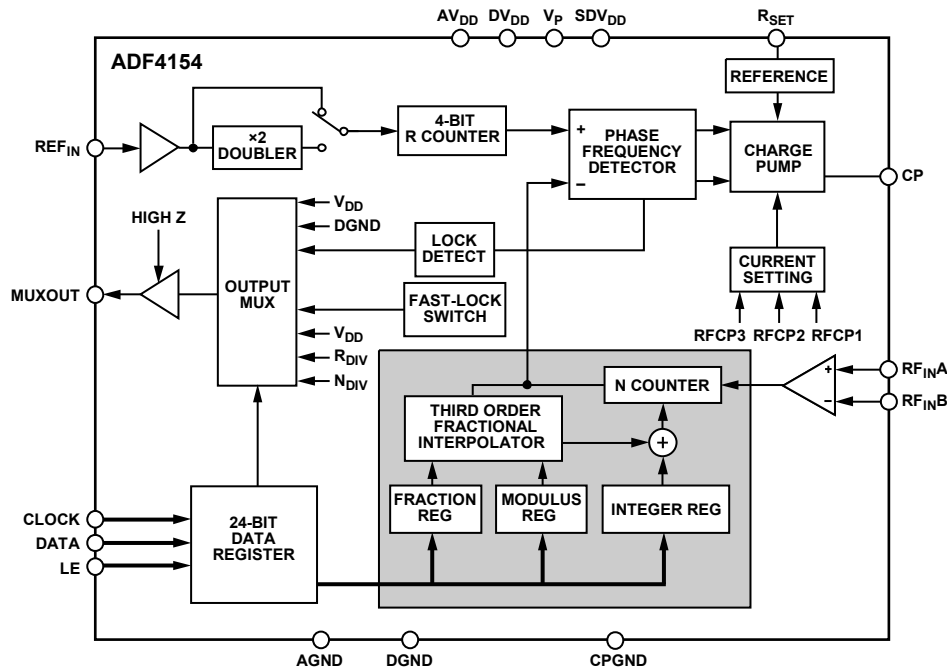 AVDD DVDD VP SDVDD RSET
ADF4154
REFERENCE
4-BIT
R COUNTER
×2
DOUBLER
REFIN
+
−
PHASE
FREQUENCY
DETECTOR
CHARGE
PUMP
CP
VDD
DGND
HIGH Z
LOCK
DETECT
CURRENT
SETTING
OUTPUT
MUX
MUXOUT
FAST-LOCK
SWITCH
VDD
RDIV
NDIV
RFCP3 RFCP2 RFCP1
N COUNTER
+
−
RFINA
RFINB
THIRD ORDER
FRACTIONAL
INTERPOLATOR
+
FRACTION
REG
MODULUS
REG
INTEGER REG
CLOCK
DATA
LE
24-BIT
DATA
REGISTER
AGND DGND CPGND